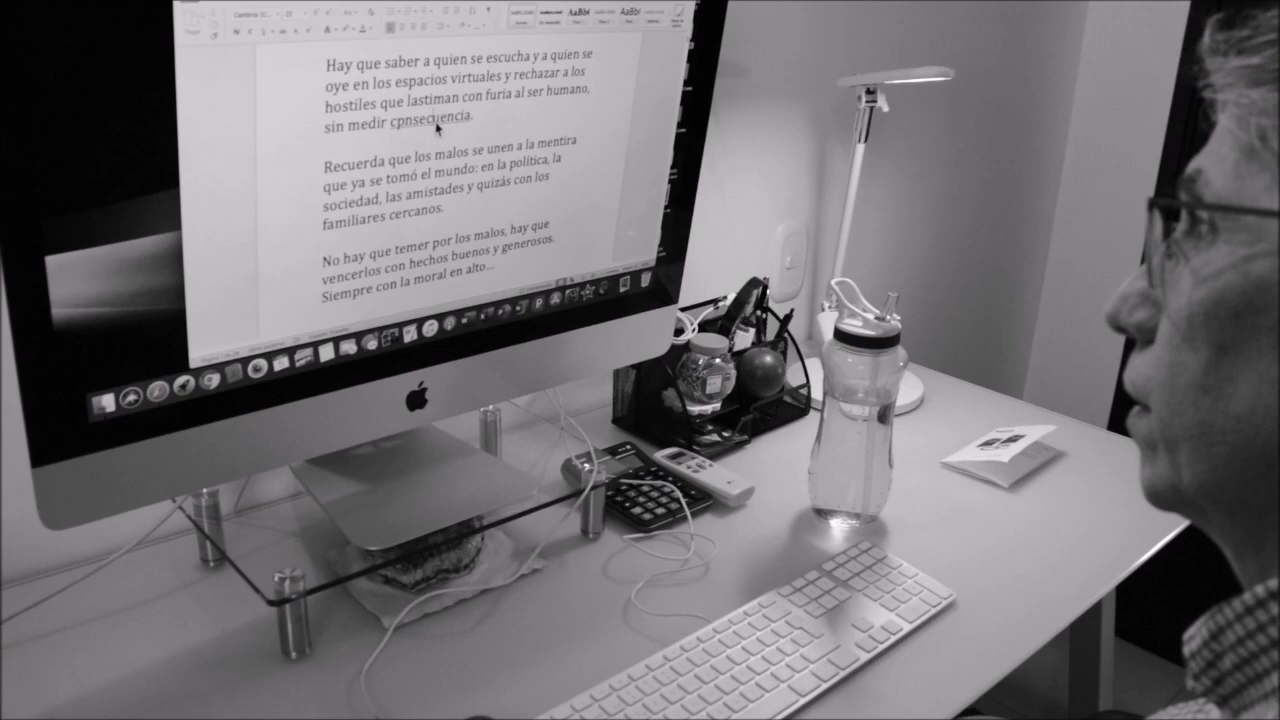 Hay que saber a quien se escucha y a quien se
oye en los espacios virtuales y rechazar a los
hostiles que lastiman con furia al ser humano,
sin medir cpnsecuencia.
Recuerda que los malos se unen a la mentira
que ya se tomó el mundo: en la política, la
sociedad, las amistades y quizás con los
familiares cercanos.
No hay que temer por los malos, hay que
vencerlos con hechos buenos y generosos.
Siempre con la moral en alto...